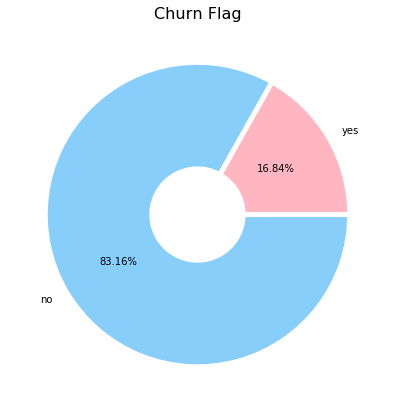 Churn Flag
yes
16.84%
83.16%
no